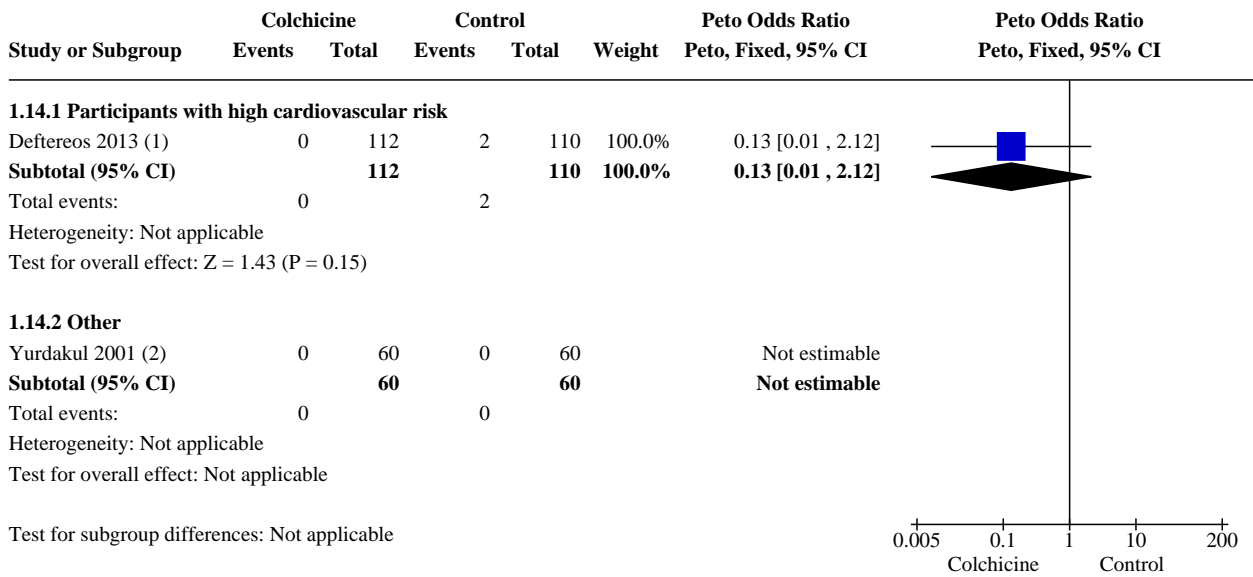 Colchicine Control Peto Odds Ratio Peto Odds Ratio
Study or Subgroup Events Total Events Total Weight Peto, Fixed, 95% CI Peto, Fixed, 95% CI
1.14.1 Participants with high cardiovascular risk
Deftereos 2013 (1) 0 112 2 110 100.0% 0.13 [0.01 , 2.12]
Subtotal (95% CI) 112 110 100.0% 0.13 [0.01 , 2.12]
Total events: 0 2
Heterogeneity: Not applicable
Test for overall effect: Z = 1.43 (P = 0.15)
1.14.2 Other
Yurdakul 2001 (2) 0 60 0 60 Not estimable
Subtotal (95% CI) 60 60 Not estimable
Total events: 0 0
Heterogeneity: Not applicable
Test for overall effect: Not applicable
Test for subgroup differences: Not applicable
0.005 0.1 1 10 200
Colchicine Control